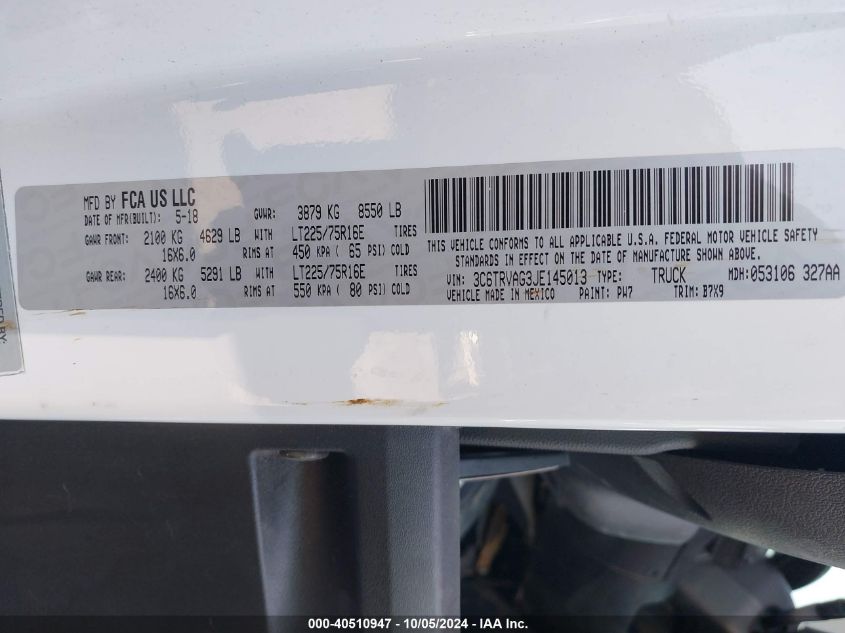 MFD BY FCA US LLC
DATE OF MFR(BUILT): 5-18 GVWR: 3879 KG 8550 LB
GAWR FRONT: 2100 KG 4629 LB WITH LT225/75R16E TIRES
16X6.0 RIMS AT 450 KPA ( 65 PSI) COLD
GAWR REAR: 2400 KG 5291 LB WITH LT225/75R16E TIRES
16X6.0 RIMS AT 550 KPA ( 80 PSI) COLD
THIS VEHICLE CONFORMS TO ALL APPLICABLE U.S.A. FEDERAL MOTOR VEHICLE SAFETY
STANDARDS IN EFFECT ON THE DATE OF MANUFACTURE SHOWN ABOVE.
VIN: 3C6TRVAG3JE145013 TYPE: TRUCK MDH: 053106 327AA
VEHICLE MADE IN MEXICO PAINT: PW7 TRIM: B7X9
000-40510947 - 10/05/2024 - IAA Inc.